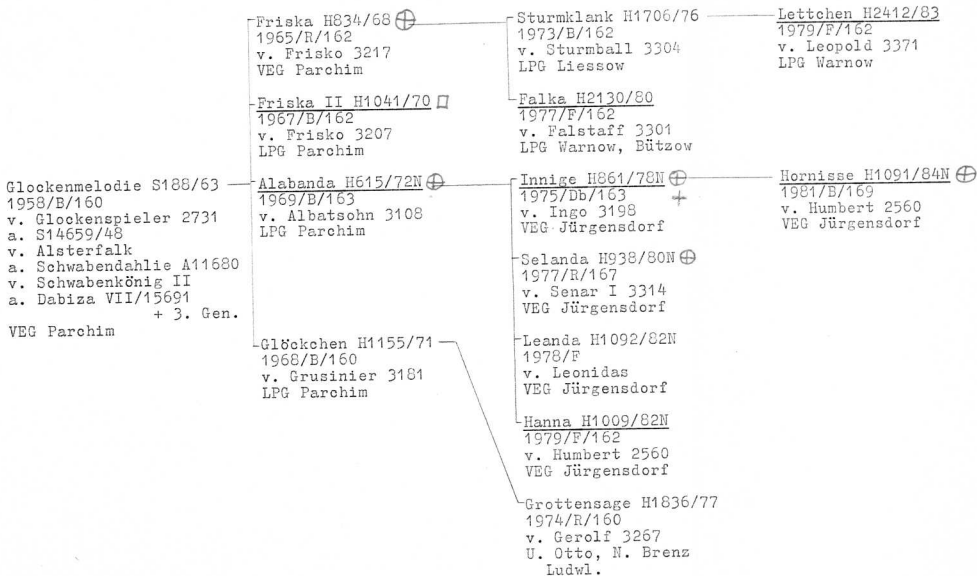 Glockenmelodie S188/63
1958/B/160
v. Glockenspieler 2731
a. S14659/48
v. Alsterfalk
a. Schwabendahlie A11680
v. Schwabenkönig II
a. Dabiza VII/15691
+ 3. Gen.
VEG Parchim
Friska H834/68
1965/R/162
v. Frisko 3217
VEG Parchim
Friska II H1041/70
1967/B/162
v. Frisko 3207
LPG Parchim
Alabanda H615/72N
1969/B/163
v. Albatsohn 3108
LPG Parchim
Glöckchen H1155/71
1968/B/160
v. Grusinier 3181
LPG Parchim
Sturmklank H1706/76
1973/B/162
v. Sturmball 3304
LPG Liessow
Falka H2130/80
1977/F/162
v. Falstaff 3301
LPG Warnow, Bützow
Innige H861/78N
1975/Db/163
v. Ingo 3198
VEG Jürgensdorf
Selanda H938/80N
1977/R/167
v. Senar I 3314
VEG Jürgensdorf
Leanda H1092/82N
1978/F
v. Leonidas
VEG Jürgensdorf
Hanna H1009/82N
1979/F/162
v. Humbert 2560
VEG Jürgensdorf
Grottensage H1836/77
1974/R/160
v. Gerolf 3267
U. Otto, N. Brenz
Ludwl.
Lettchen H2412/83
1979/F/162
v. Leopold 3371
LPG Warnow
Hornisse H1091/84N
1981/B/169
v. Humbert 2560
VEG Jürgensdorf